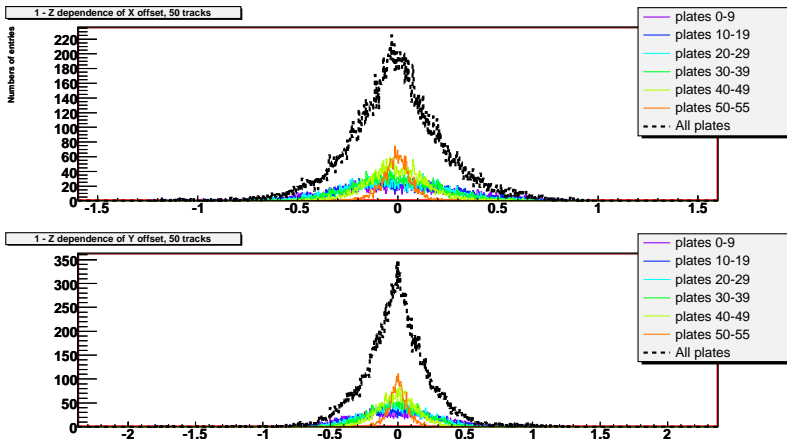 1 - Z dependence of X offset, 50 tracks
Numbers of entries
220
200
180
160
140
120
100
80
60
40
20
0
-1.5 -1 -0.5 0 0.5 1 1.5
plates 0-9
plates 10-19
plates 20-29
plates 30-39
plates 40-49
plates 50-55
All plates
1 - Z dependence of Y offset, 50 tracks
350
300
250
200
150
100
50
0
-2 -1.5 -1 -0.5 0 0.5 1 1.5 2
plates 0-9
plates 10-19
plates 20-29
plates 30-39
plates 40-49
plates 50-55
All plates